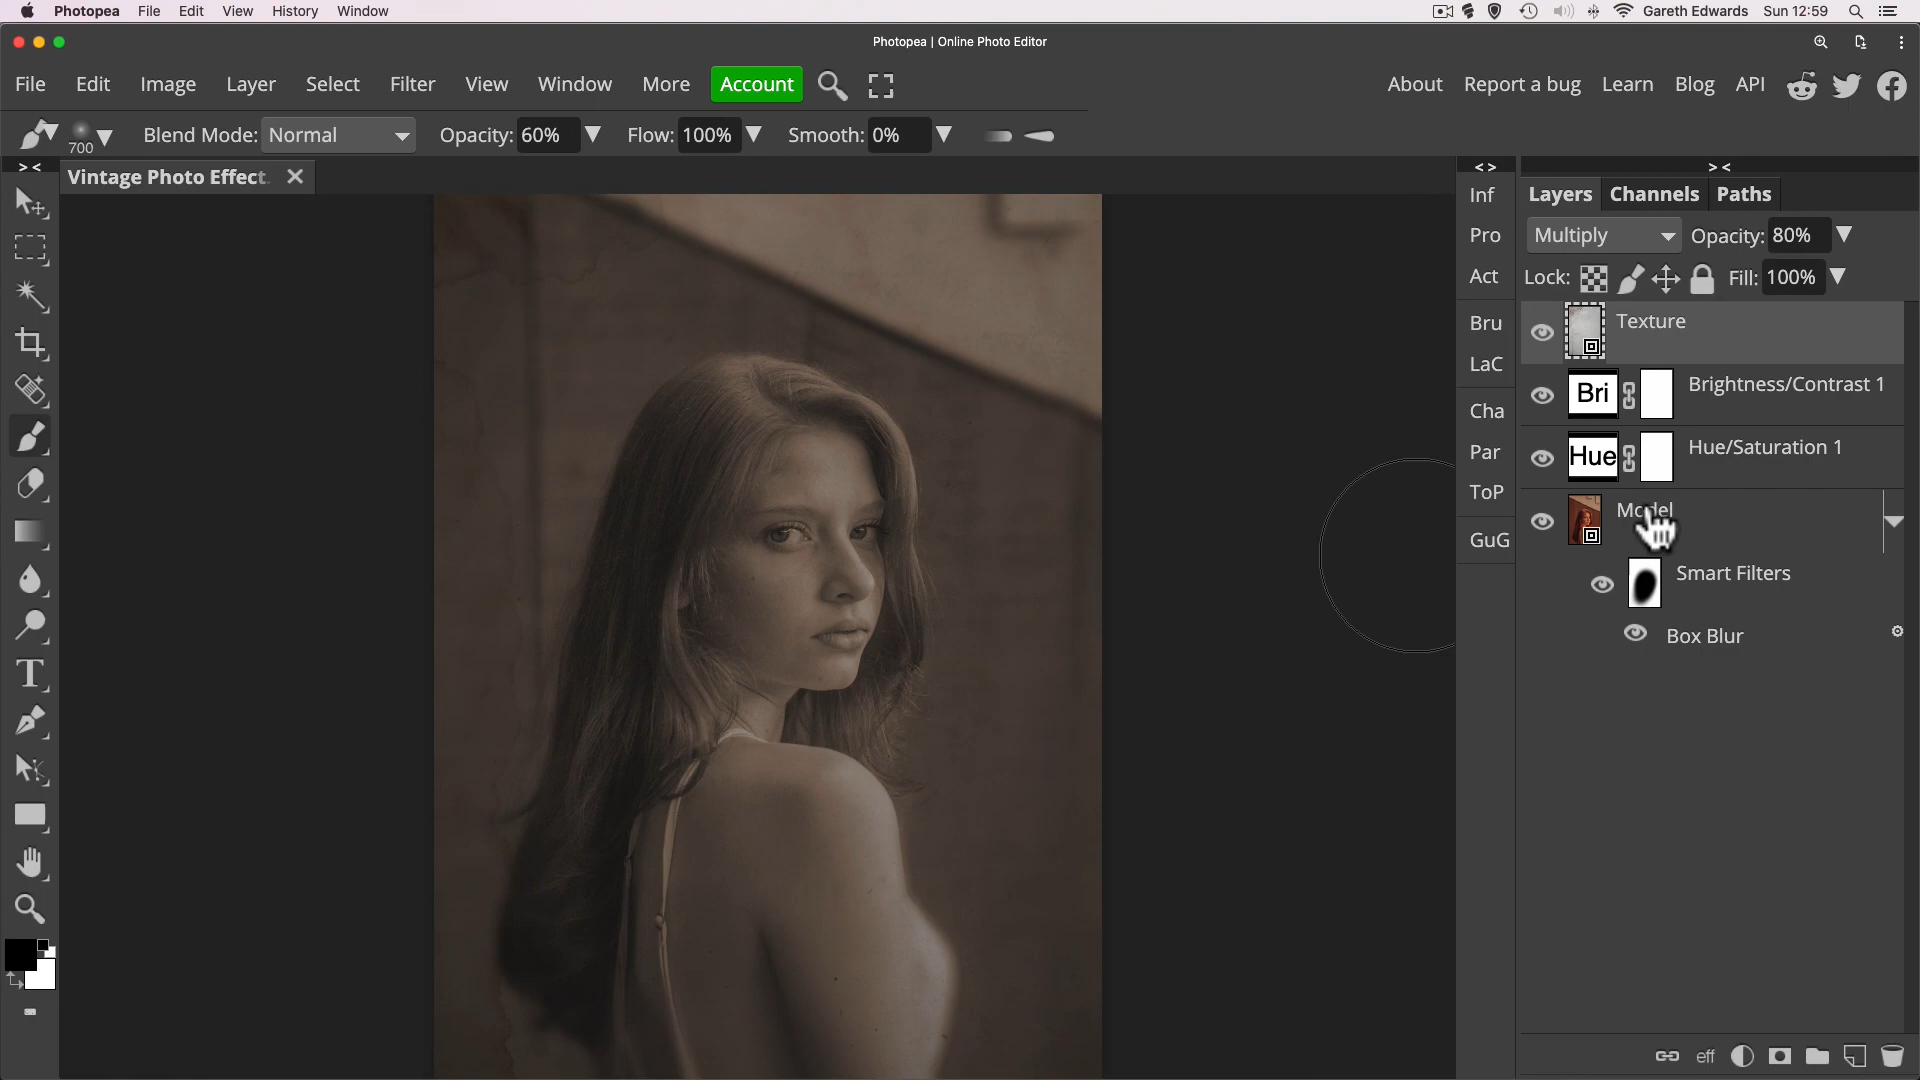 Photopea File Edit View History Window Gareth Edwards Sun 12:59
Photopea | Online Photo Editor
File Edit Image Layer Select Filter View Window More Account About Report a bug Learn Blog API
700 Blend Mode: Normal Opacity: 60% Flow: 100% Smooth: 0%
> < < > > <
Vintage Photo Effect.
Inf
Pro
Act
Bru
LaC
Cha
Par
ToP
GuG
Layers Channels Paths
Multiply Opacity: 80%
Lock: Fill: 100%
Texture
Bri Brightness/Contrast 1
Hue Hue/Saturation 1
Model
Smart Filters
Box Blur
T
eff